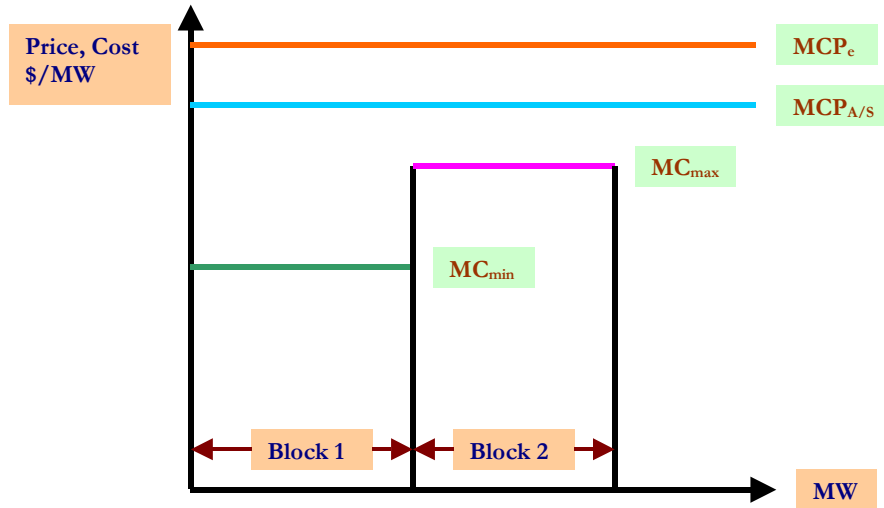 Price, Cost
$/MW
MCPe
MCPA/S
MCmax
MCmin
Block 1
Block 2
MW